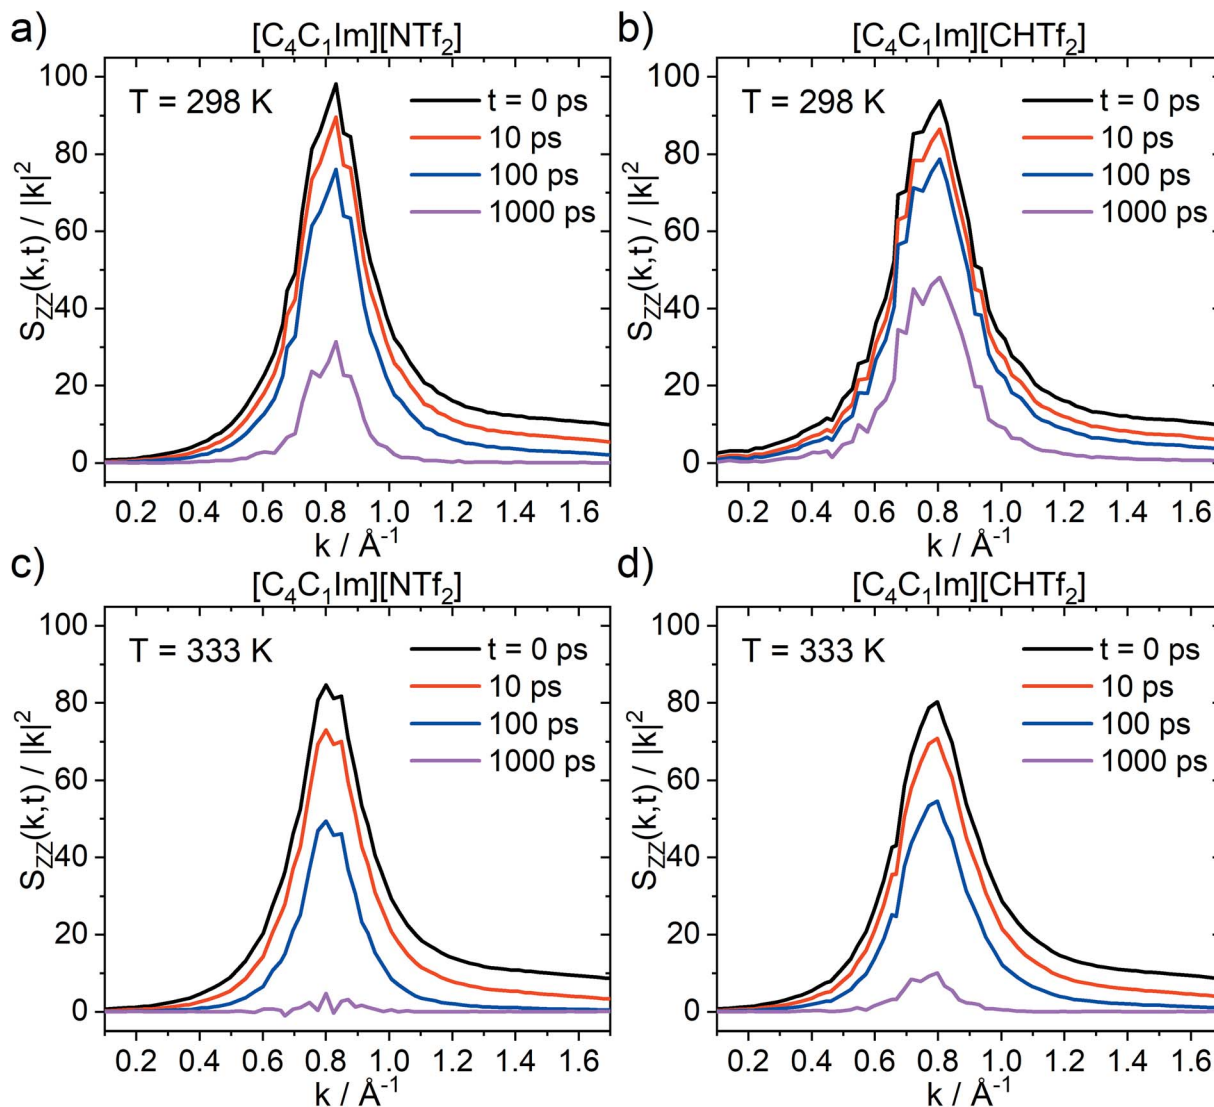 a)
[C₄C₁Im][NTf₂]
T = 298 K
t = 0 ps
10 ps
100 ps
1000 ps
S_ZZ(k,t) / |k|²
100
80
60
40
20
0
0.2 0.4 0.6 0.8 1.0 1.2 1.4 1.6
k / Å⁻¹
b)
[C₄C₁Im][CHTf₂]
T = 298 K
t = 0 ps
10 ps
100 ps
1000 ps
S_ZZ(k,t) / |k|²
100
80
60
40
20
0
0.2 0.4 0.6 0.8 1.0 1.2 1.4 1.6
k / Å⁻¹
c)
[C₄C₁Im][NTf₂]
T = 333 K
t = 0 ps
10 ps
100 ps
1000 ps
S_ZZ(k,t) / |k|²
100
80
60
40
20
0
0.2 0.4 0.6 0.8 1.0 1.2 1.4 1.6
k / Å⁻¹
d)
[C₄C₁Im][CHTf₂]
T = 333 K
t = 0 ps
10 ps
100 ps
1000 ps
S_ZZ(k,t) / |k|²
100
80
60
40
20
0
0.2 0.4 0.6 0.8 1.0 1.2 1.4 1.6
k / Å⁻¹